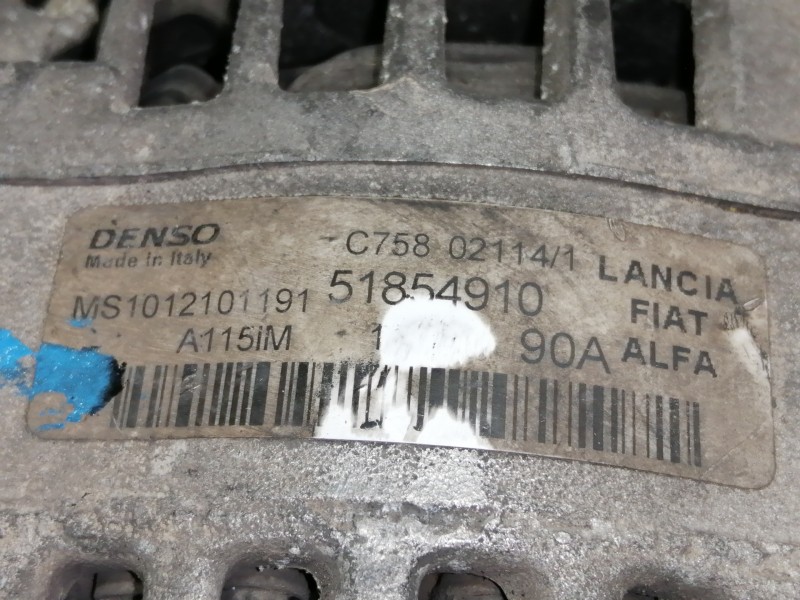 DENSO
Made in Italy
C758 02114/1
MS1012101191
51854910
A115iM
90A
LANCIA
FIAT
ALFA